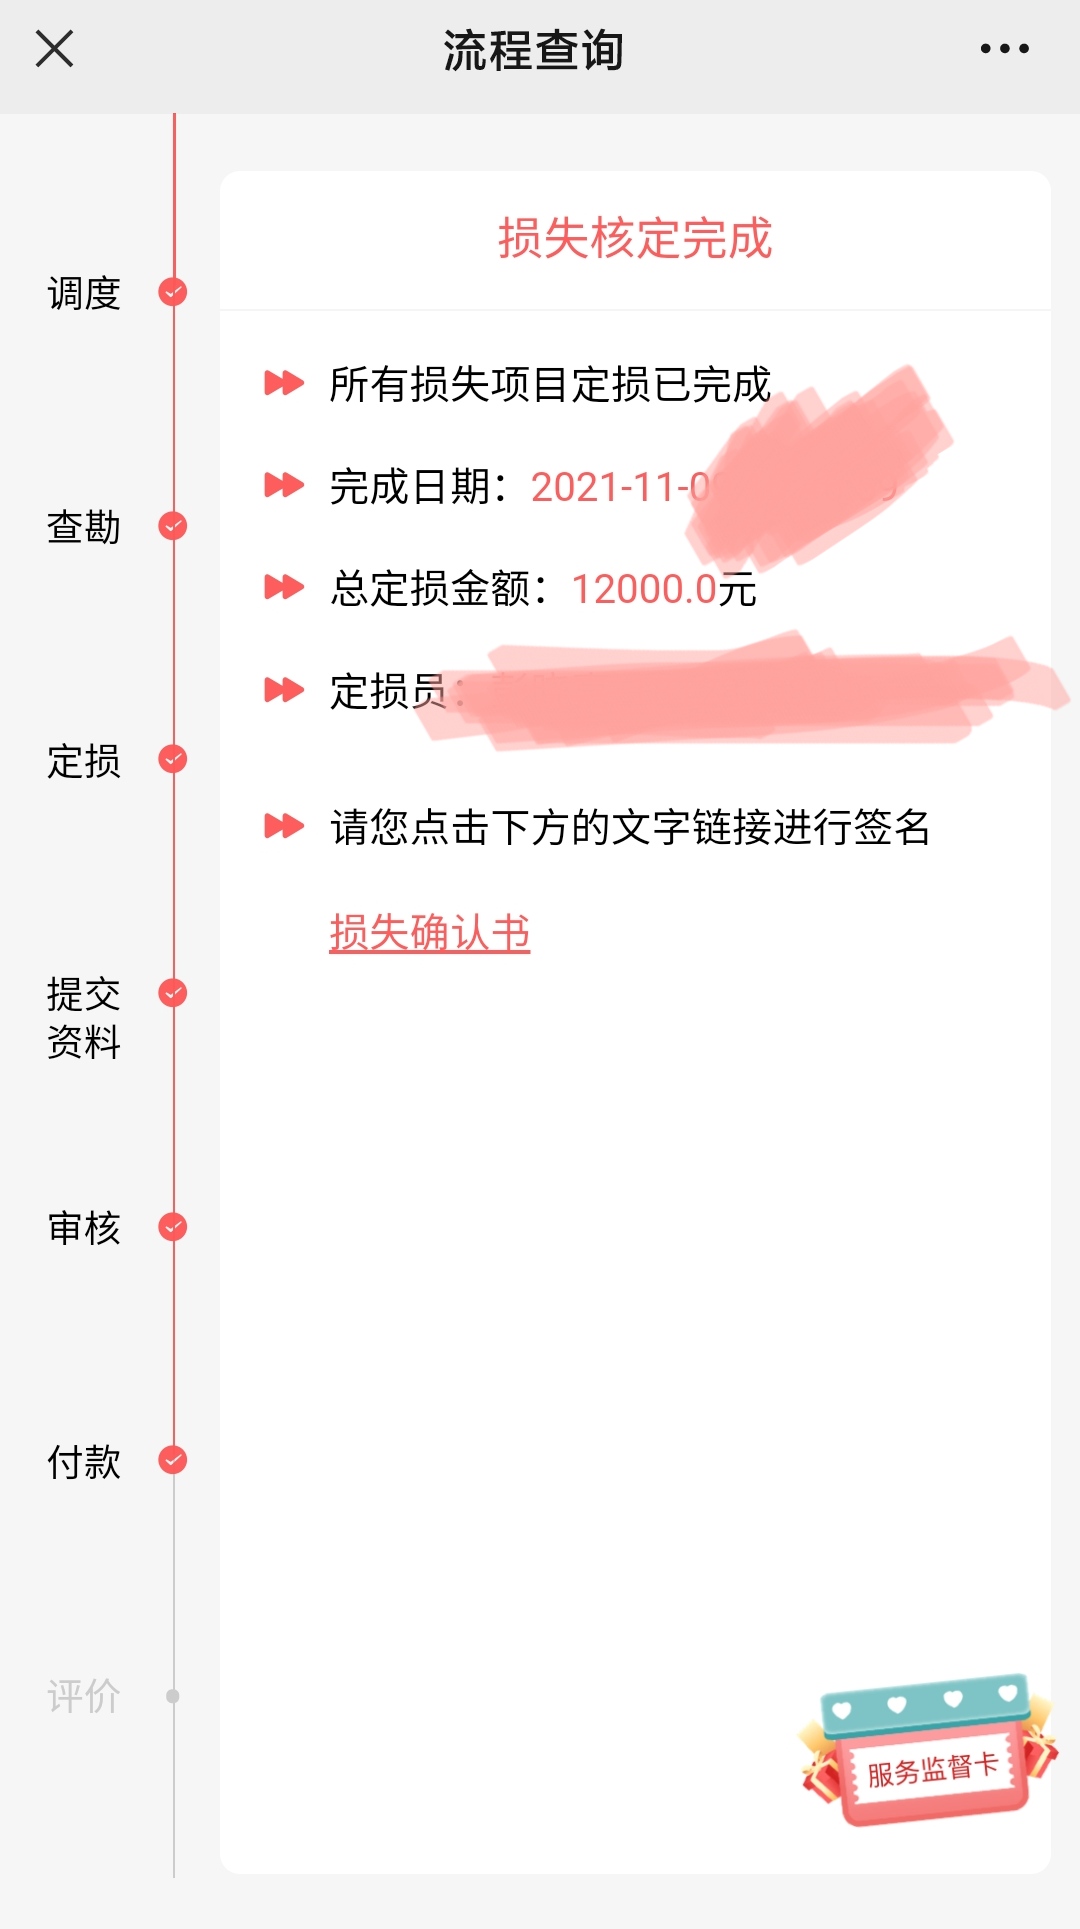 流程查询
损失核定完成
调度
所有损失项目定损已完成
完成日期：2021-11-0
查勘
总定损金额：12000.0元
定损员：
定损
请您点击下方的文字链接进行签名
损失确认书
提交
资料
审核
付款
评价
服务监督卡